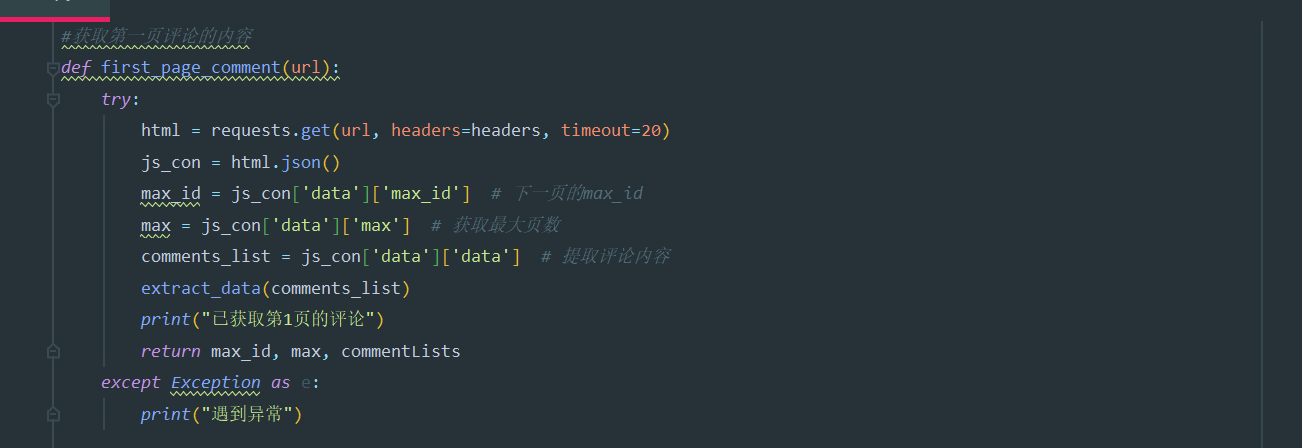 #获取第一页评论的内容
def first_page_comment(url):
    try:
        html = requests.get(url, headers=headers, timeout=20)
        js_con = html.json()
        max_id = js_con['data']['max_id']  # 下一页的max_id
        max = js_con['data']['max']  # 获取最大页数
        comments_list = js_con['data']['data']  # 提取评论内容
        extract_data(comments_list)
        print("已获取第1页的评论")
        return max_id, max, commentLists
    except Exception as e:
        print("遇到异常")